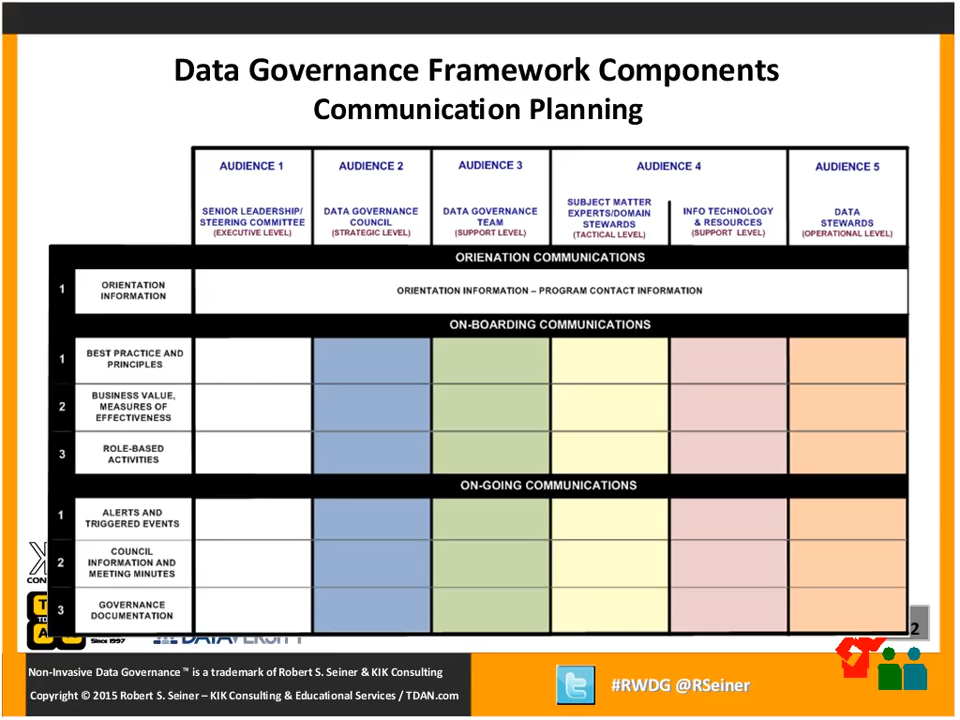 Data Governance Framework Components
Communication Planning
AUDIENCE 1
AUDIENCE 2
AUDIENCE 3
AUDIENCE 4
AUDIENCE 5
SENIOR LEADERSHIP/
STEERING COMMITTEE
(EXECUTIVE LEVEL)
DATA GOVERNANCE
COUNCIL
(STRATEGIC LEVEL)
DATA GOVERNANCE
TEAM
(SUPPORT LEVEL)
SUBJECT MATTER
EXPERTS/DOMAIN
STEWARDS
(TACTICAL LEVEL)
INFO TECHNOLOGY
& RESOURCES
(SUPPORT LEVEL)
DATA
STEWARDS
(OPERATIONAL LEVEL)
ORIENATION COMMUNICATIONS
1
ORIENTATION
INFORMATION
ORIENTATION INFORMATION – PROGRAM CONTACT INFORMATION
ON-BOARDING COMMUNICATIONS
1
BEST PRACTICE AND
PRINCIPLES
2
BUSINESS VALUE,
MEASURES OF
EFFECTIVENESS
3
ROLE-BASED
ACTIVITIES
ON-GOING COMMUNICATIONS
1
ALERTS AND
TRIGGERED EVENTS
2
COUNCIL
INFORMATION AND
MEETING MINUTES
3
GOVERNANCE
DOCUMENTATION
K
CON
T
TD
A
Since 1997
2
Non-Invasive Data Governance™ is a trademark of Robert S. Seiner & KIK Consulting
Copyright © 2015 Robert S. Seiner – KIK Consulting & Educational Services / TDAN.com
#RWDG @RSeiner